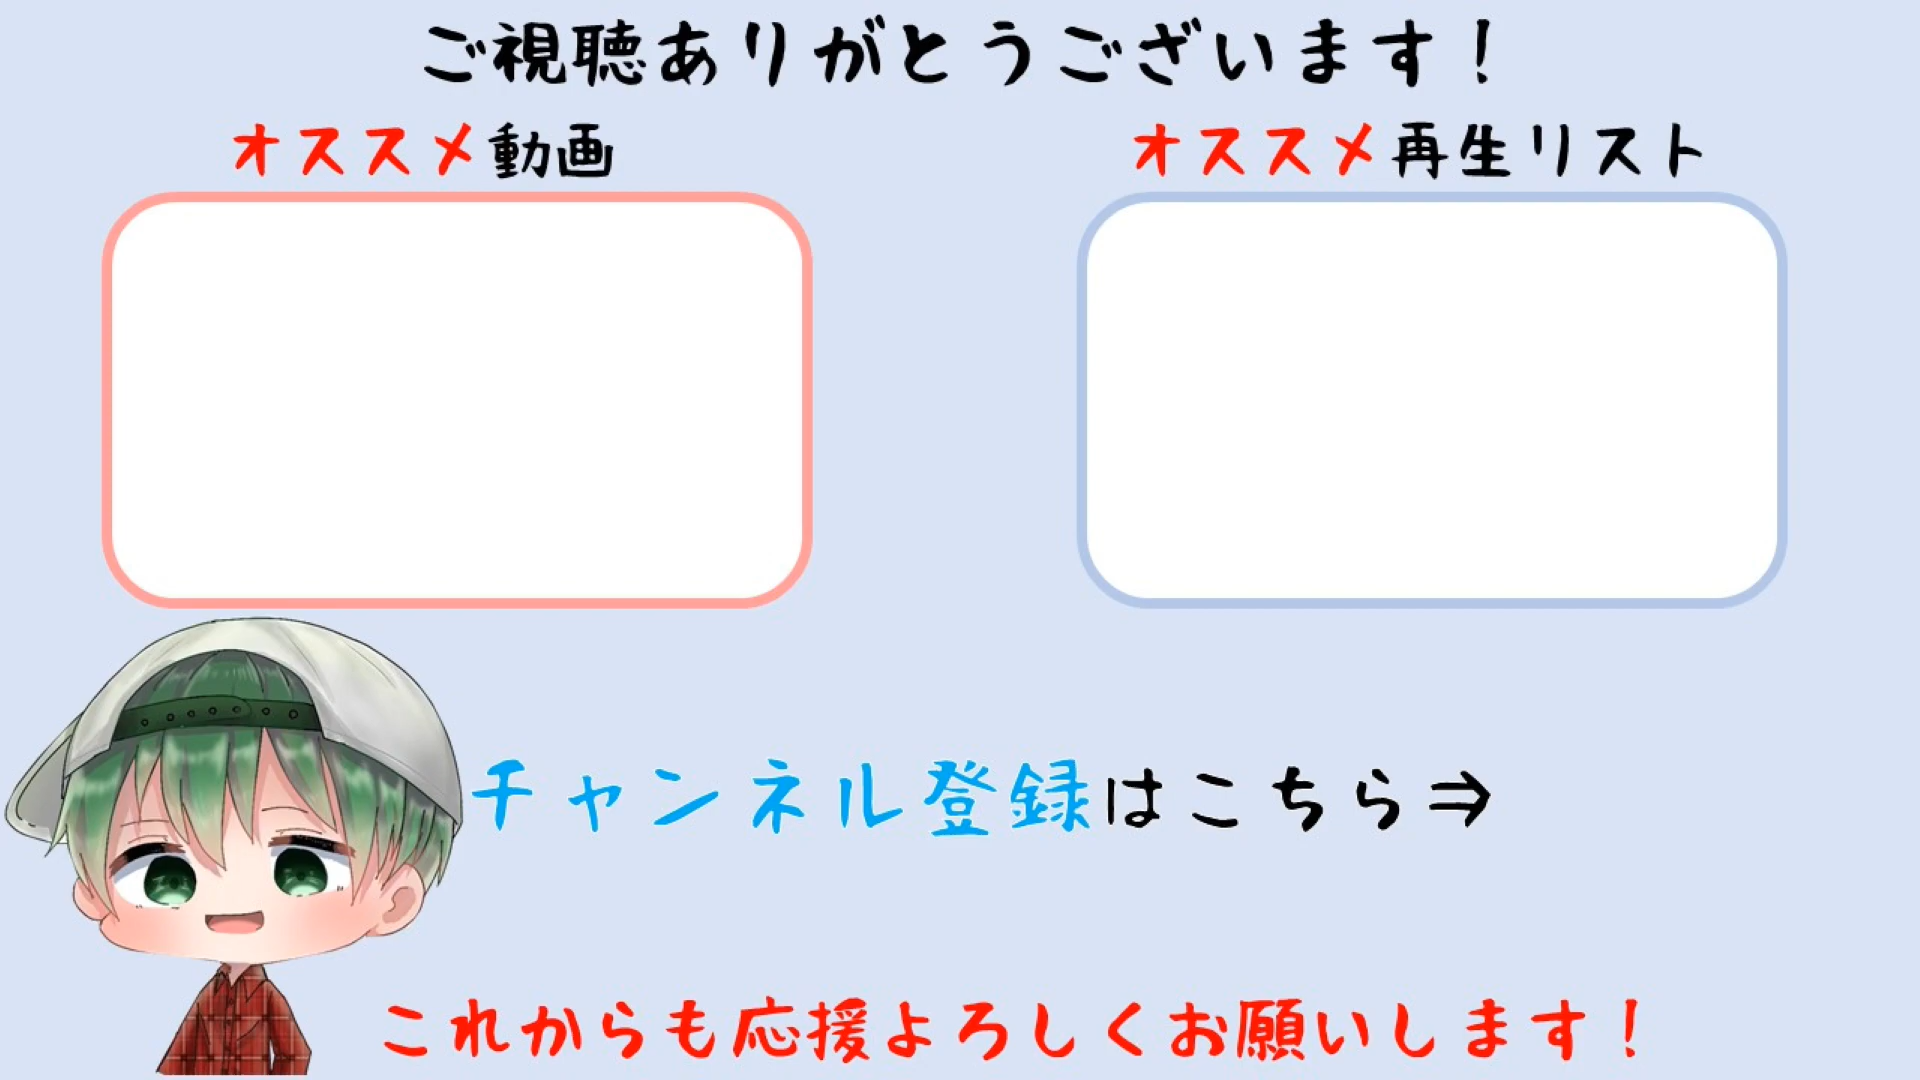 ご視聴ありがとうございます！
オススメ動画
オススメ再生リスト
チャンネル登録はこちら⇒
これからも応援よろしくお願いします！